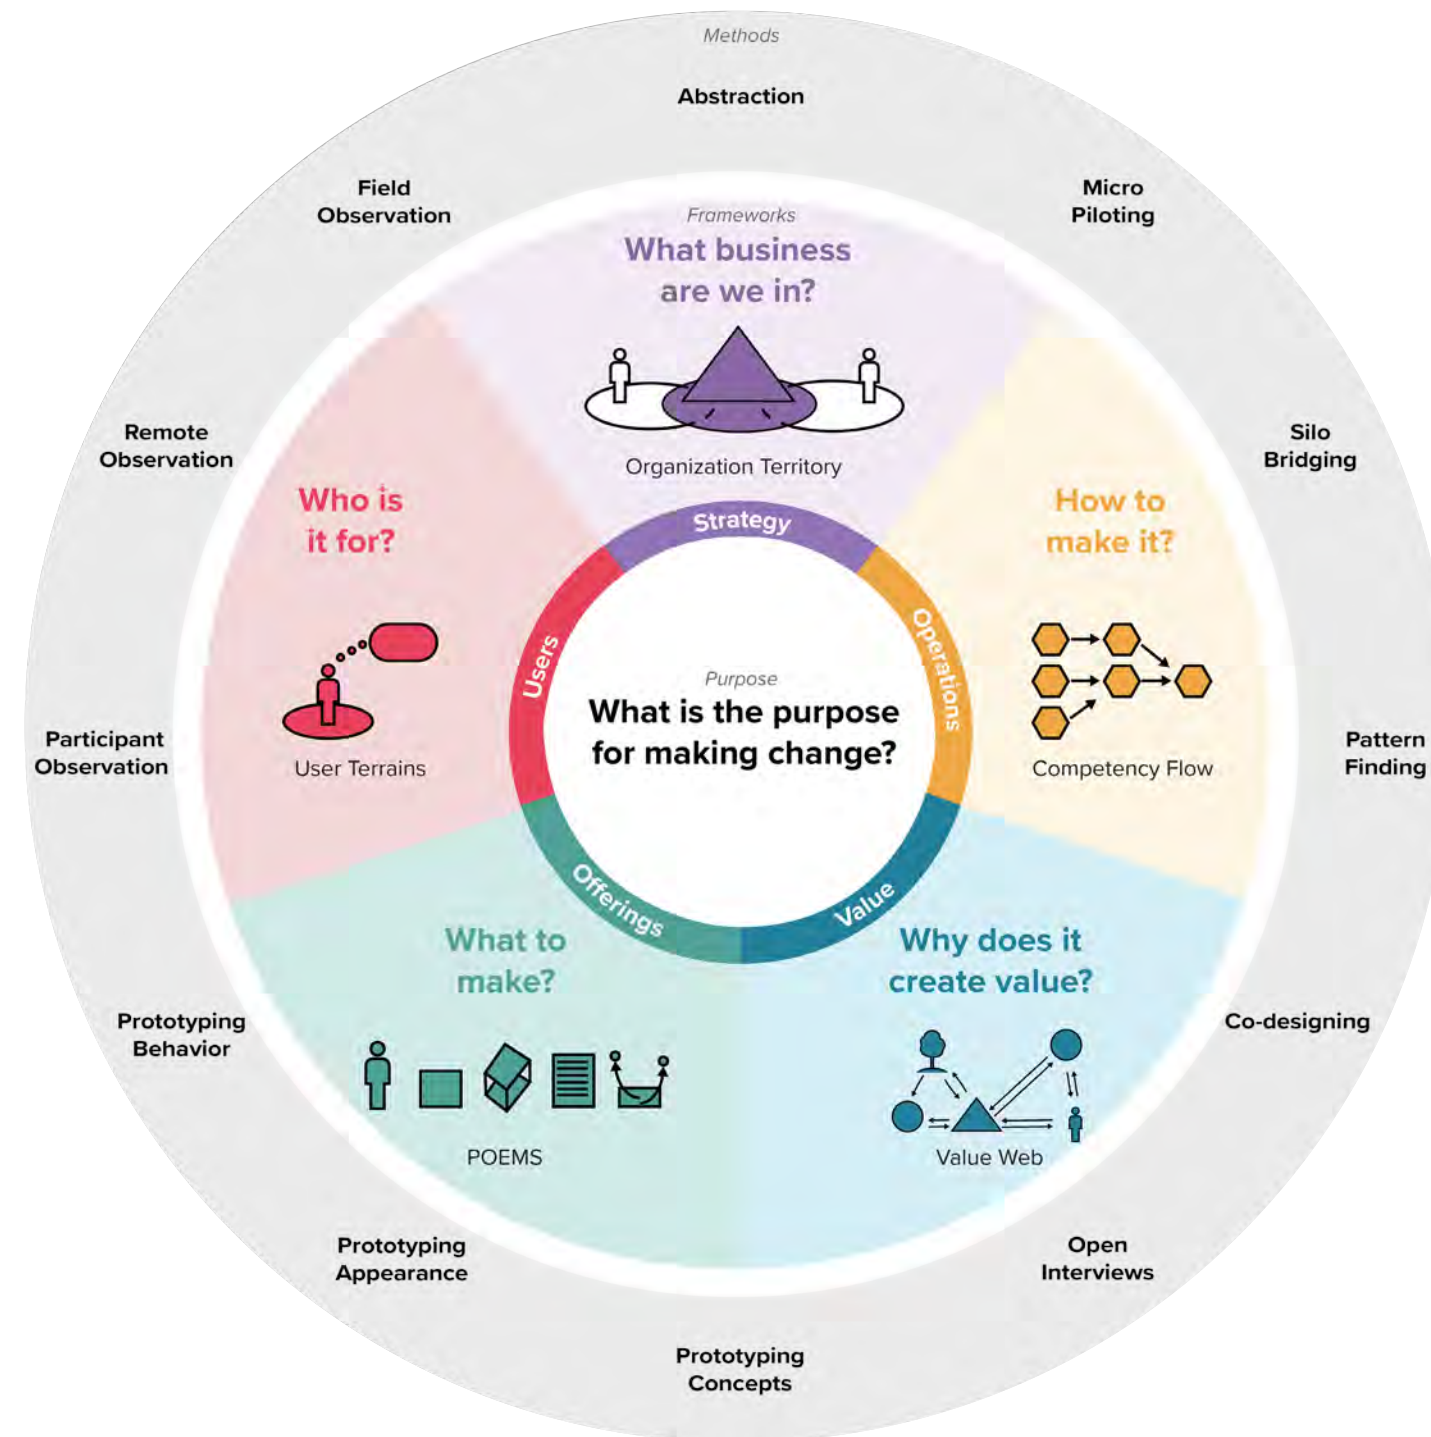 Methods
Abstraction
Field
Observation
Micro
Piloting
Remote
Observation
Silo
Bridging
Participant
Observation
Pattern
Finding
Prototyping
Behavior
Co-designing
Prototyping
Appearance
Open
Interviews
Prototyping
Concepts
Frameworks
What business
are we in?
Organization Territory
Who is
it for?
User Terrains
How to
make it?
Competency Flow
What to
make?
POEMS
Why does it
create value?
Value Web
Strategy
Users
Operations
Offerings
Value
Purpose
What is the purpose
for making change?